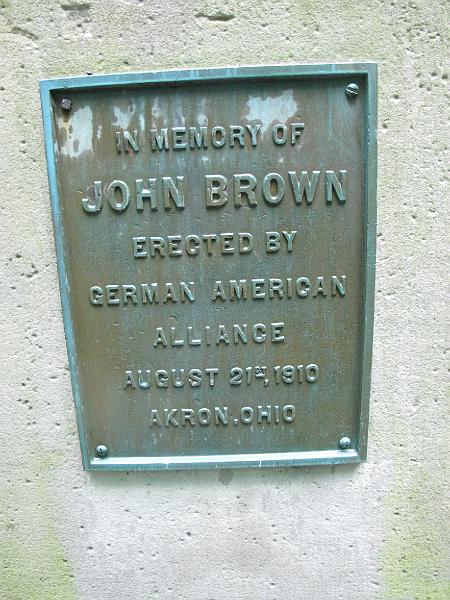 IN MEMORY OF
JOHN BROWN
ERECTED BY
GERMAN AMERICAN
ALLIANCE
AUGUST 21ST, 1910
AKRON, OHIO